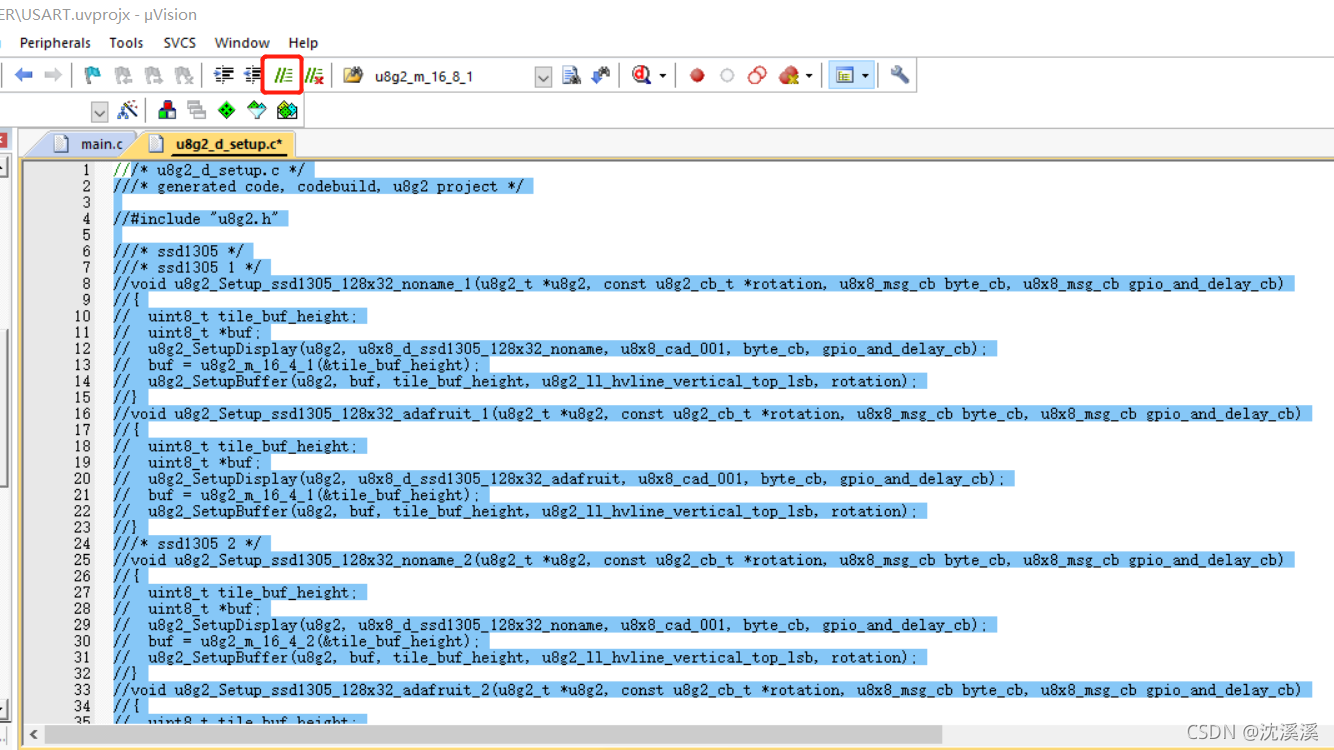 ER\USART.uvprojx - µVision
Peripherals Tools SVCS Window Help
u8g2_m_16_8_1
main.c u8g2_d_setup.c*
1 ///* u8g2_d_setup.c */
2 ///* generated code, codebuild, u8g2 project */
3
4 //#include "u8g2.h"
5
6 ///* ssd1305 */
7 ///* ssd1305 1 */
8 //void u8g2_Setup_ssd1305_128x32_noname_1(u8g2_t *u8g2, const u8g2_cb_t *rotation, u8x8_msg_cb byte_cb, u8x8_msg_cb gpio_and_delay_cb)
9 //{
10 //  uint8_t tile_buf_height;
11 //  uint8_t *buf;
12 //  u8g2_SetupDisplay(u8g2, u8x8_d_ssd1305_128x32_noname, u8x8_cad_001, byte_cb, gpio_and_delay_cb);
13 //  buf = u8g2_m_16_4_1(&tile_buf_height);
14 //  u8g2_SetupBuffer(u8g2, buf, tile_buf_height, u8g2_ll_hvline_vertical_top_lsb, rotation);
15 //}
16 //void u8g2_Setup_ssd1305_128x32_adafruit_1(u8g2_t *u8g2, const u8g2_cb_t *rotation, u8x8_msg_cb byte_cb, u8x8_msg_cb gpio_and_delay_cb)
17 //{
18 //  uint8_t tile_buf_height;
19 //  uint8_t *buf;
20 //  u8g2_SetupDisplay(u8g2, u8x8_d_ssd1305_128x32_adafruit, u8x8_cad_001, byte_cb, gpio_and_delay_cb);
21 //  buf = u8g2_m_16_4_1(&tile_buf_height);
22 //  u8g2_SetupBuffer(u8g2, buf, tile_buf_height, u8g2_ll_hvline_vertical_top_lsb, rotation);
23 //}
24 ///* ssd1305 2 */
25 //void u8g2_Setup_ssd1305_128x32_noname_2(u8g2_t *u8g2, const u8g2_cb_t *rotation, u8x8_msg_cb byte_cb, u8x8_msg_cb gpio_and_delay_cb)
26 //{
27 //  uint8_t tile_buf_height;
28 //  uint8_t *buf;
29 //  u8g2_SetupDisplay(u8g2, u8x8_d_ssd1305_128x32_noname, u8x8_cad_001, byte_cb, gpio_and_delay_cb);
30 //  buf = u8g2_m_16_4_2(&tile_buf_height);
31 //  u8g2_SetupBuffer(u8g2, buf, tile_buf_height, u8g2_ll_hvline_vertical_top_lsb, rotation);
32 //}
33 //void u8g2_Setup_ssd1305_128x32_adafruit_2(u8g2_t *u8g2, const u8g2_cb_t *rotation, u8x8_msg_cb byte_cb, u8x8_msg_cb gpio_and_delay_cb)
34 //{
35 //  uint8_t tile_buf_height;
CSDN @沈溪溪